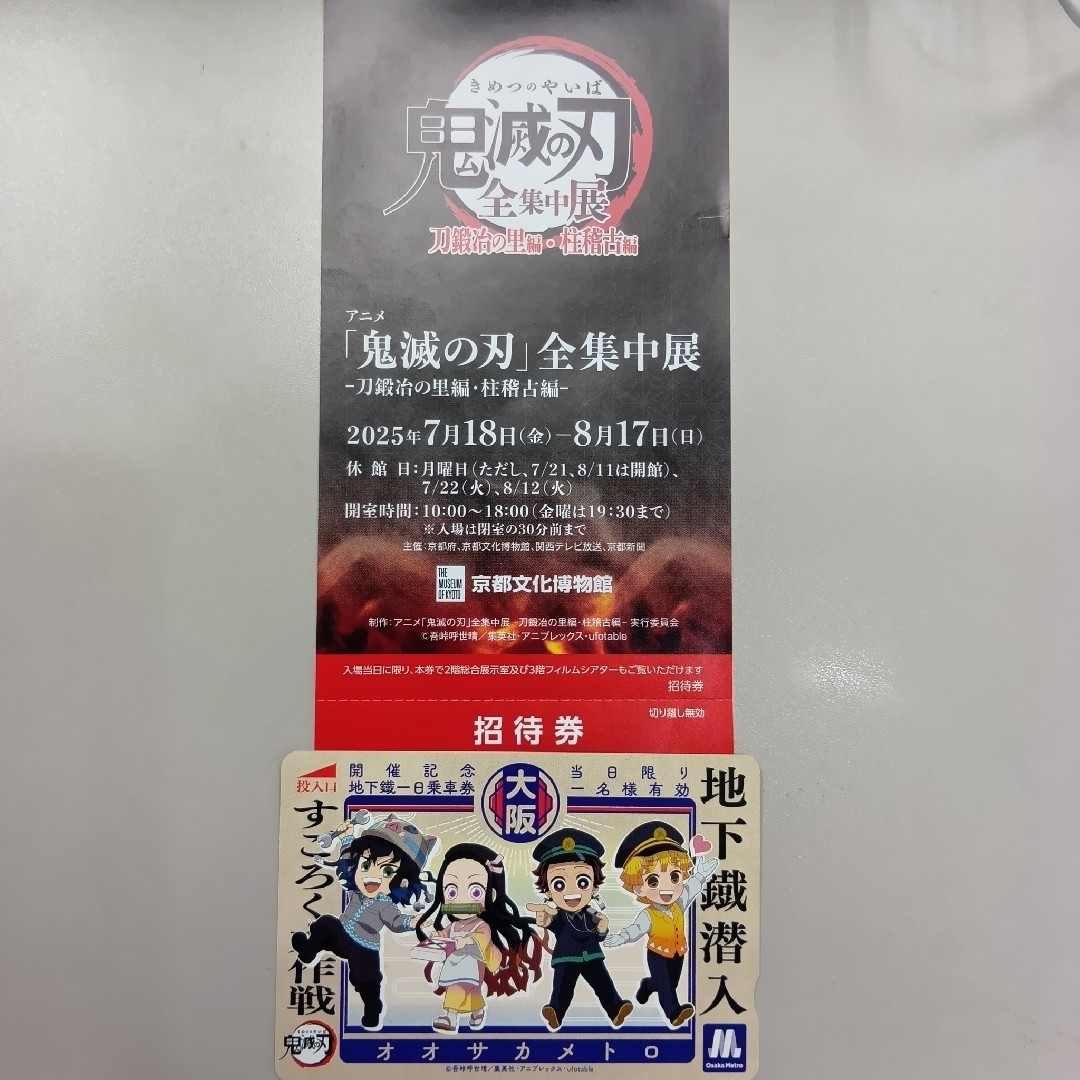 きめつのやいば
鬼滅の刃
全集中展
刀鍛冶の里編・柱稽古編
アニメ
「鬼滅の刃」全集中展
-刀鍛冶の里編・柱稽古編-
2025年7月18日(金)-8月17日(日)
休館日:月曜日(ただし、7/21、8/11は開館)、
7/22(火)、8/12(火)
開室時間:10:00〜18:00(金曜は19:30まで)
※入場は閉室の30分前まで
主催:京都府、京都文化博物館、関西テレビ放送、京都新聞
THE
MUSEUM
OF KYOTO
京都文化博物館
制作:アニメ「鬼滅の刃」全集中展 -刀鍛冶の里編・柱稽古編- 実行委員会
©吾峠呼世晴/集英社・アニプレックス・ufotable
入場当日に限り、本券で2階総合展示室及び3階フィルムシアターもご覧いただけます
招待券
切り離し無効
招待券
投入口
開催記念
地下鐵一日乗車券
大阪
当日限り
一名様有効
地下鐵潜入
すごろく作戦
きめつのやいば
鬼滅の刃
オオサカメトロ
Osaka Metro
©吾峠呼世晴/集英社・アニプレックス・ufotable